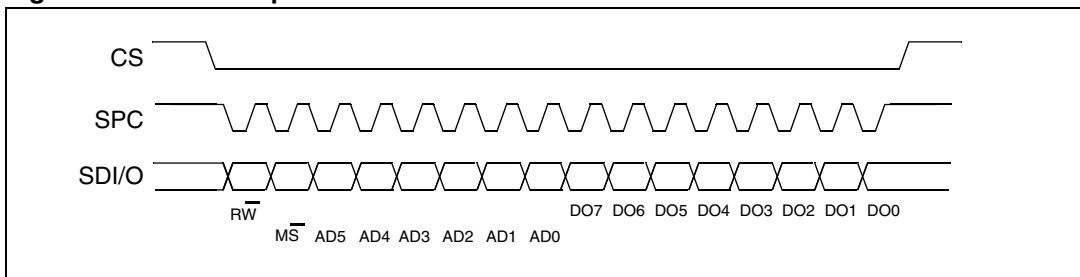 CS
SPC
SDI/O
RW̅
DO7 DO6 DO5 DO4 DO3 DO2 DO1 DO0
MS̅ AD5 AD4 AD3 AD2 AD1 AD0